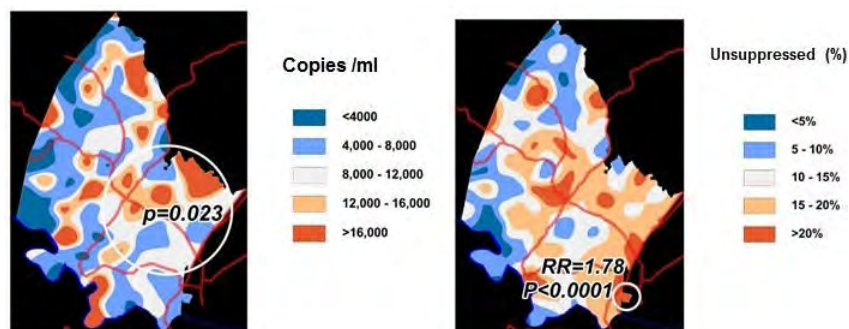 Copies /ml
<4000
4,000 - 8,000
8,000 - 12,000
12,000 - 16,000
>16,000
p=0.023
Unsuppressed (%)
<5%
5 - 10%
10 - 15%
15 - 20%
>20%
RR=1.78
P<0.0001